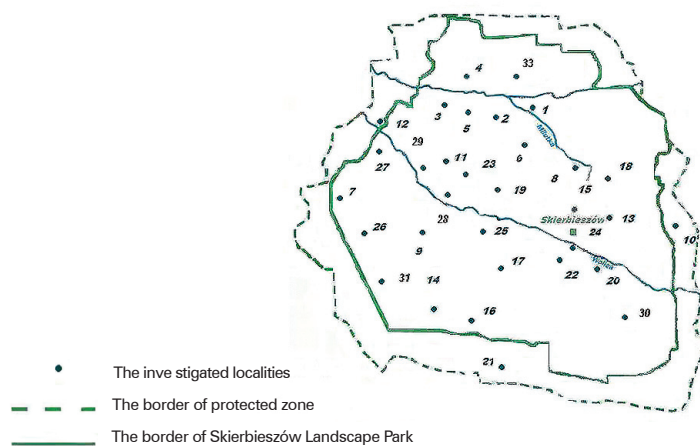 4 33
3 5 2 1
12
Miletka
29 6
27 11 23 8 18
7 19 15
28 Skierbieszów 13
26 9 25 24 10
Wolica
17 22 20
31 14
16 30
21
The inve stigated localities
The border of protected zone
The border of Skierbieszów Landscape Park